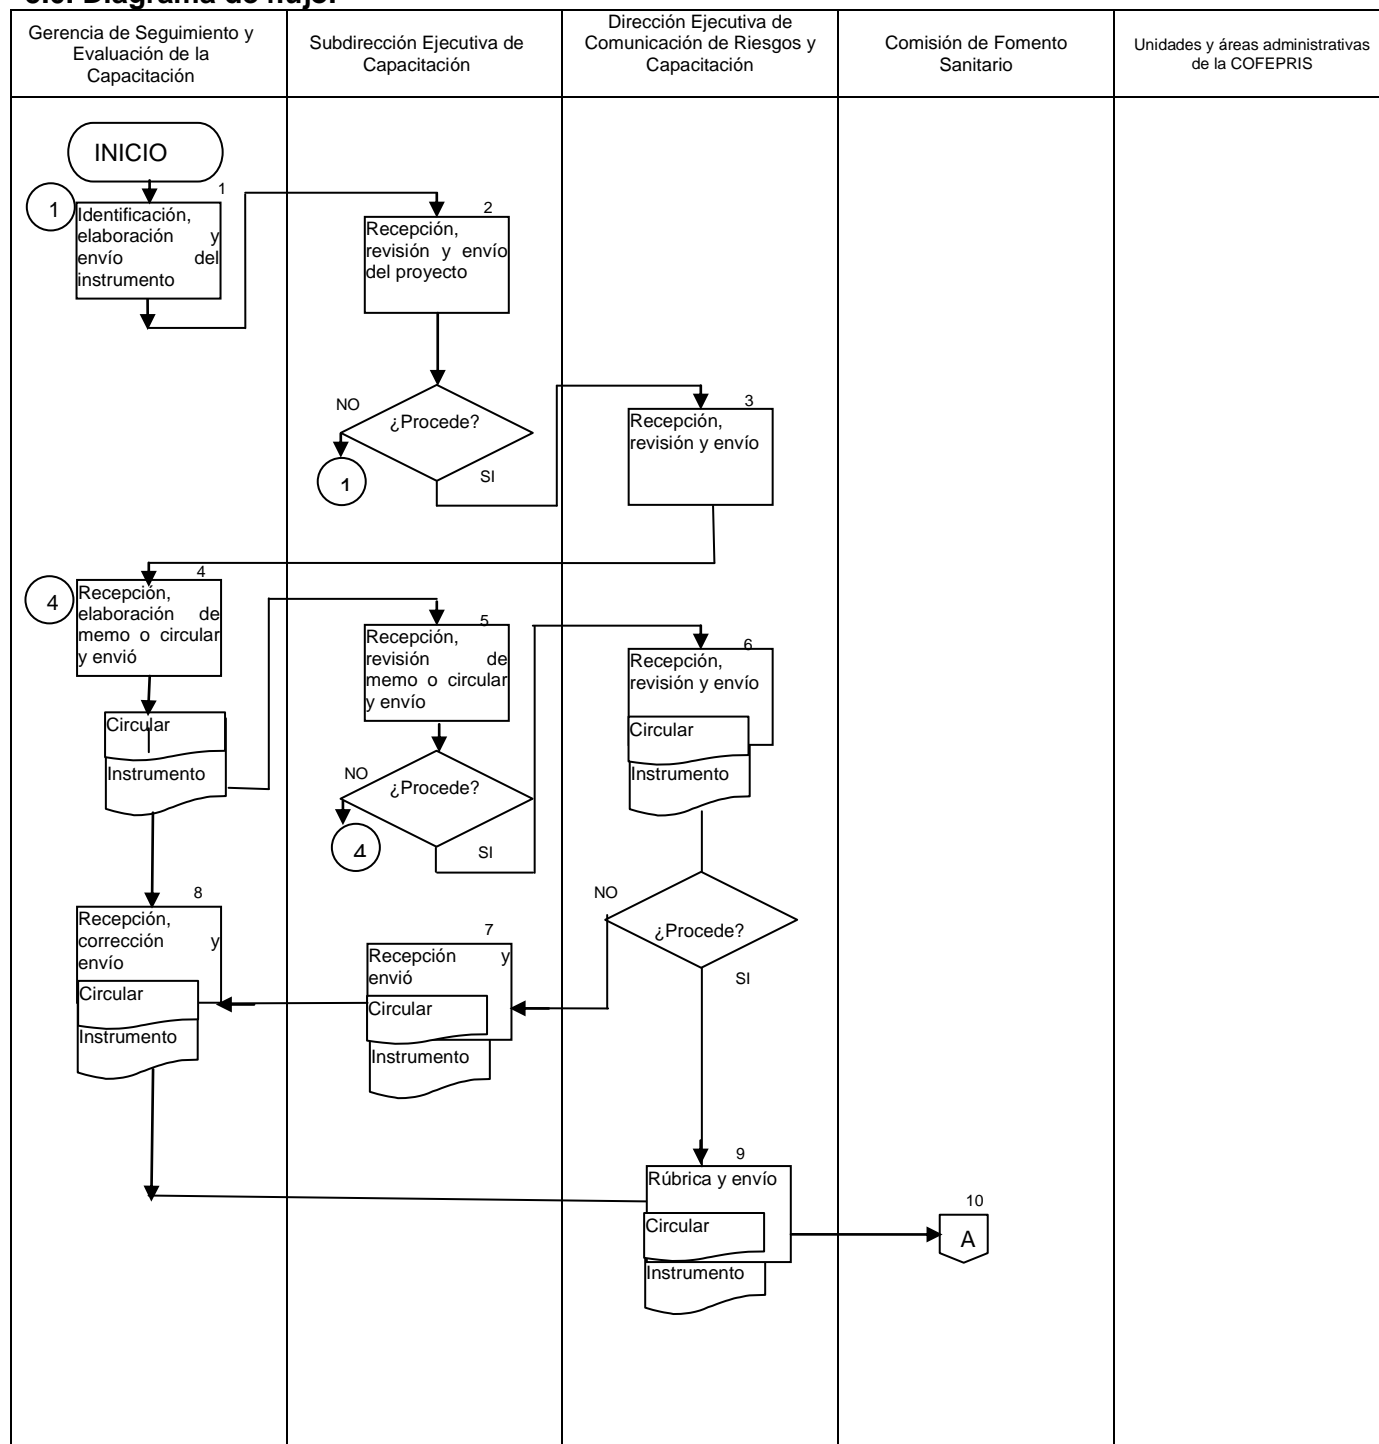 5.5. Diagrama de flujo.
Gerencia de Seguimiento y
Evaluación de la
Capacitación
Subdirección Ejecutiva de
Capacitación
Dirección Ejecutiva de
Comunicación de Riesgos y
Capacitación
Comisión de Fomento
Sanitario
Unidades y áreas administrativas
de la COFEPRIS
INICIO
1
1
Identificación,
elaboración y
envío del
instrumento
2
Recepción,
revisión y envío
del proyecto
NO
¿Procede?
SI
1
3
Recepción,
revisión y envío
4
4
Recepción,
elaboración de
memo o circular
y envió
Circular
Instrumento
5
Recepción,
revisión de
memo o circular
y envío
NO
¿Procede?
SI
4
6
Recepción,
revisión y envío
Circular
Instrumento
NO
¿Procede?
SI
7
Recepción y
envió
Circular
Instrumento
8
Recepción,
corrección y
envío
Circular
Instrumento
9
Rúbrica y envío
Circular
Instrumento
10
A